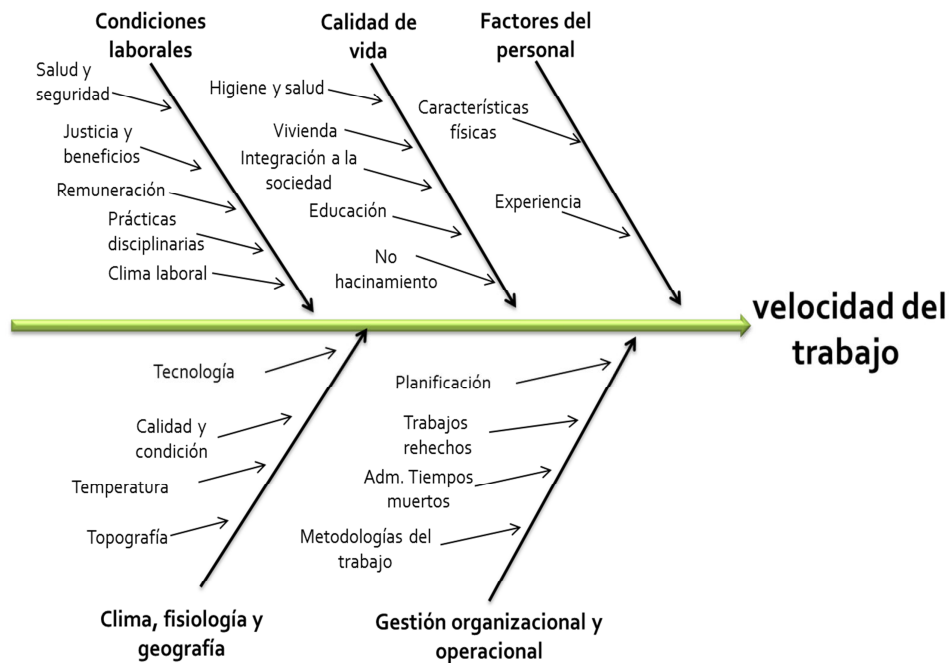 Condiciones
laborales
Salud y
seguridad
Justicia y
beneficios
Remuneración
Prácticas
disciplinarias
Clima laboral
Calidad de
vida
Higiene y salud
Vivienda
Integración a la
sociedad
Educación
No
hacinamiento
Factores del
personal
Características
físicas
Experiencia
velocidad del
trabajo
Tecnología
Calidad y
condición
Temperatura
Topografía
Clima, fisiología y
geografía
Planificación
Trabajos
rehechos
Adm. Tiempos
muertos
Metodologías del
trabajo
Gestión organizacional y
operacional